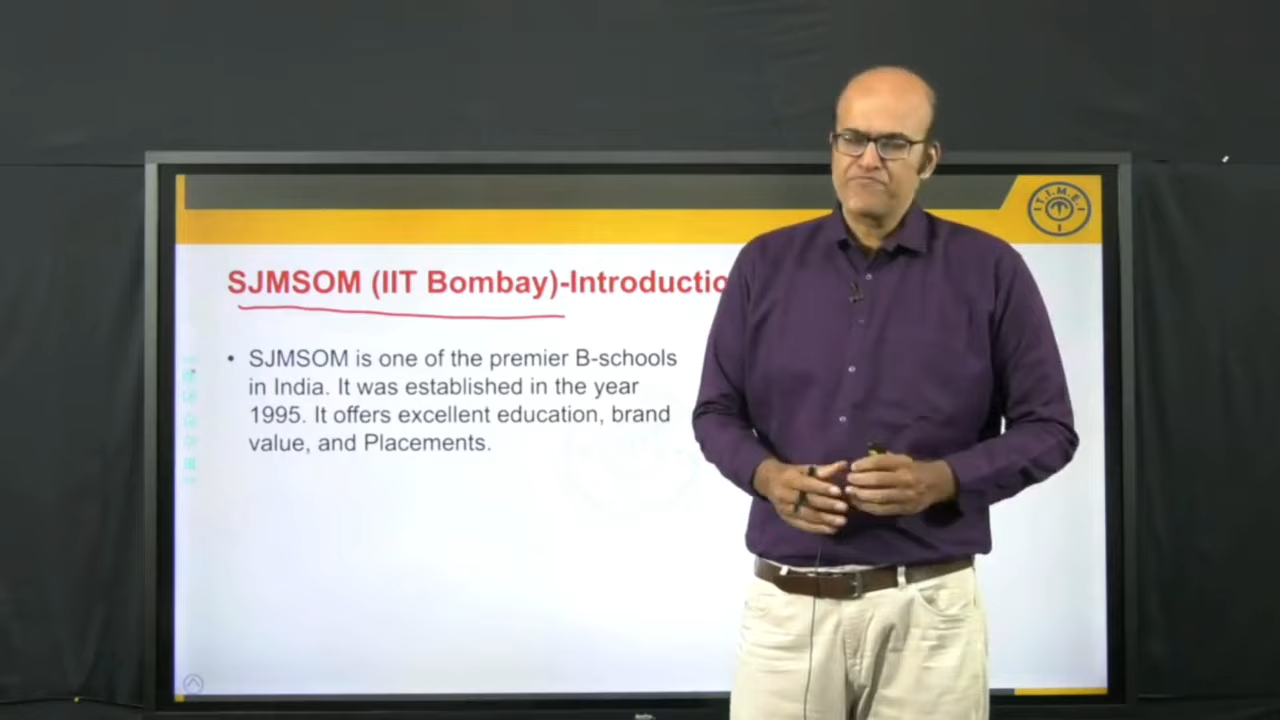 T.I.M.E.
SJMSOM (IIT Bombay)-Introductio
• SJMSOM is one of the premier B-schools
in India. It was established in the year
1995. It offers excellent education, brand
value, and Placements.